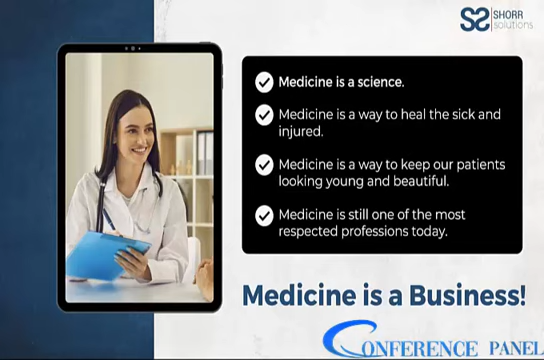 SHORR
solutions
Medicine is a science.
Medicine is a way to heal the sick and
injured.
Medicine is a way to keep our patients
looking young and beautiful.
Medicine is still one of the most
respected professions today.
Medicine is a Business!
CONFERENCE PANEL